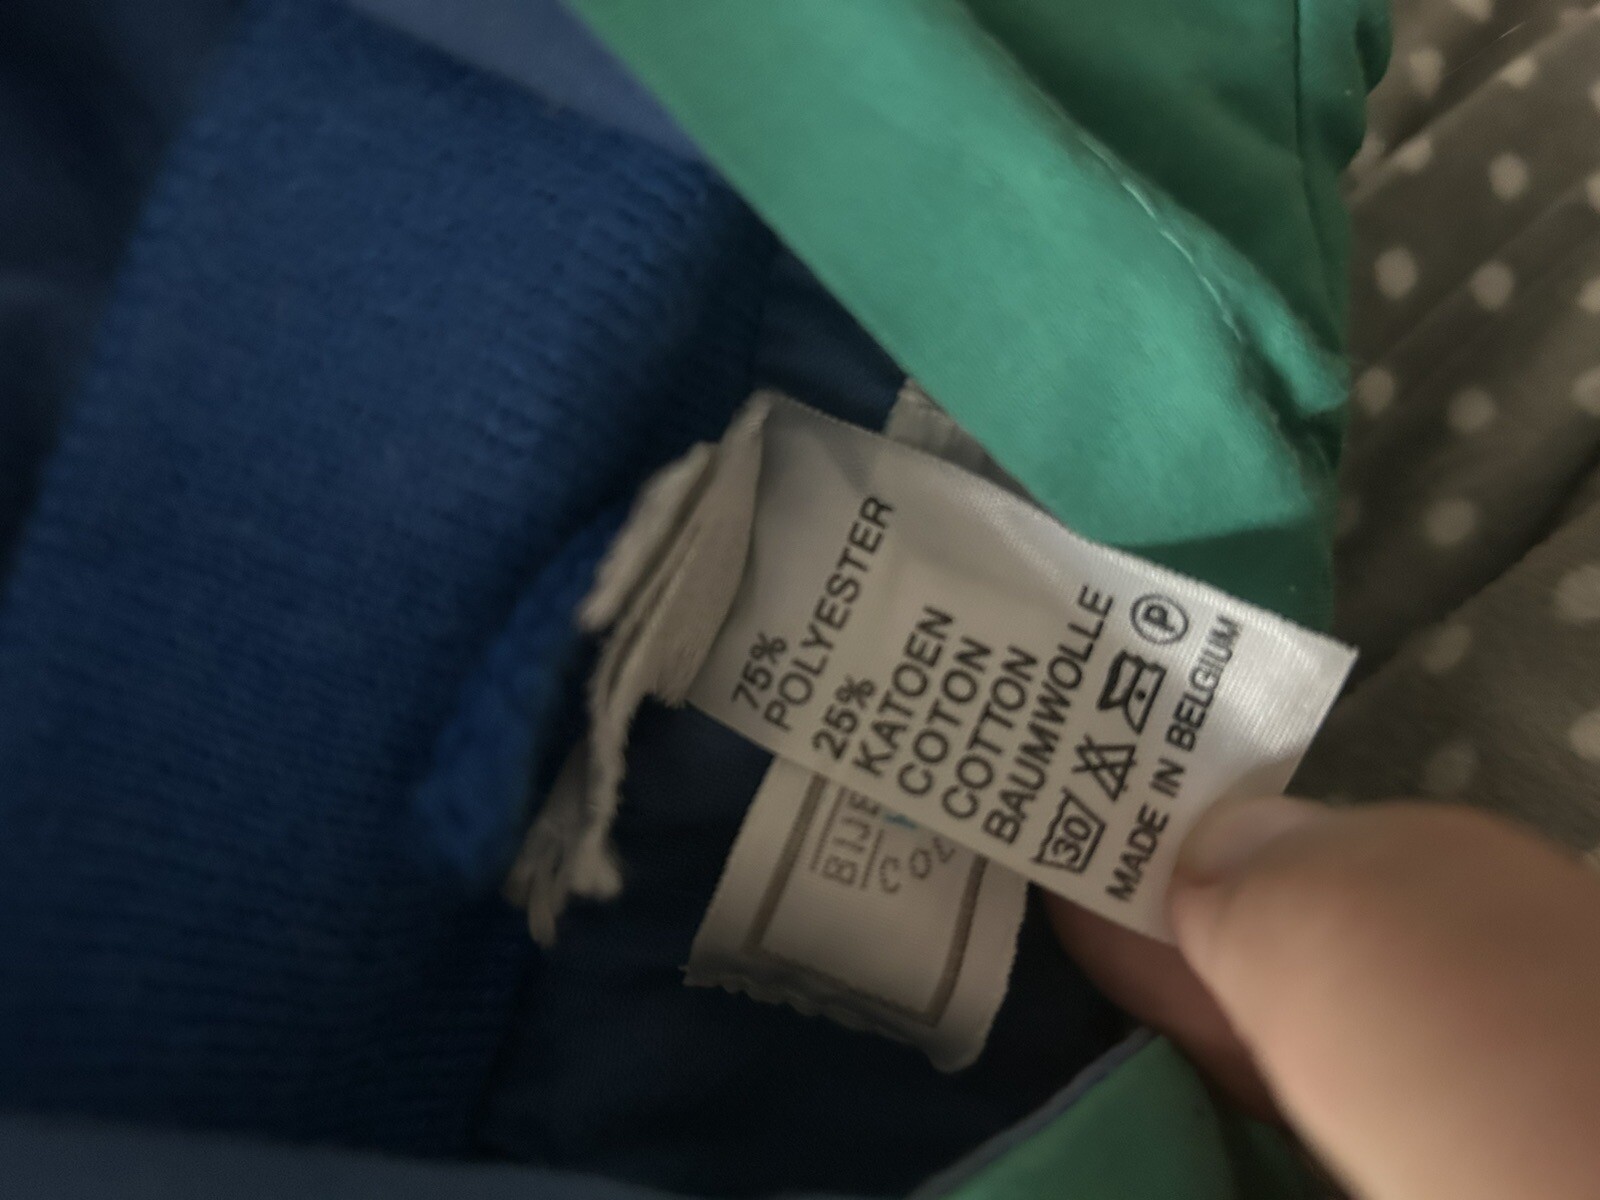 75%
POLYESTER
25%
KATOEN
COTON
COTTON
BAUMWOLLE
30 P
MADE IN BELGIUM